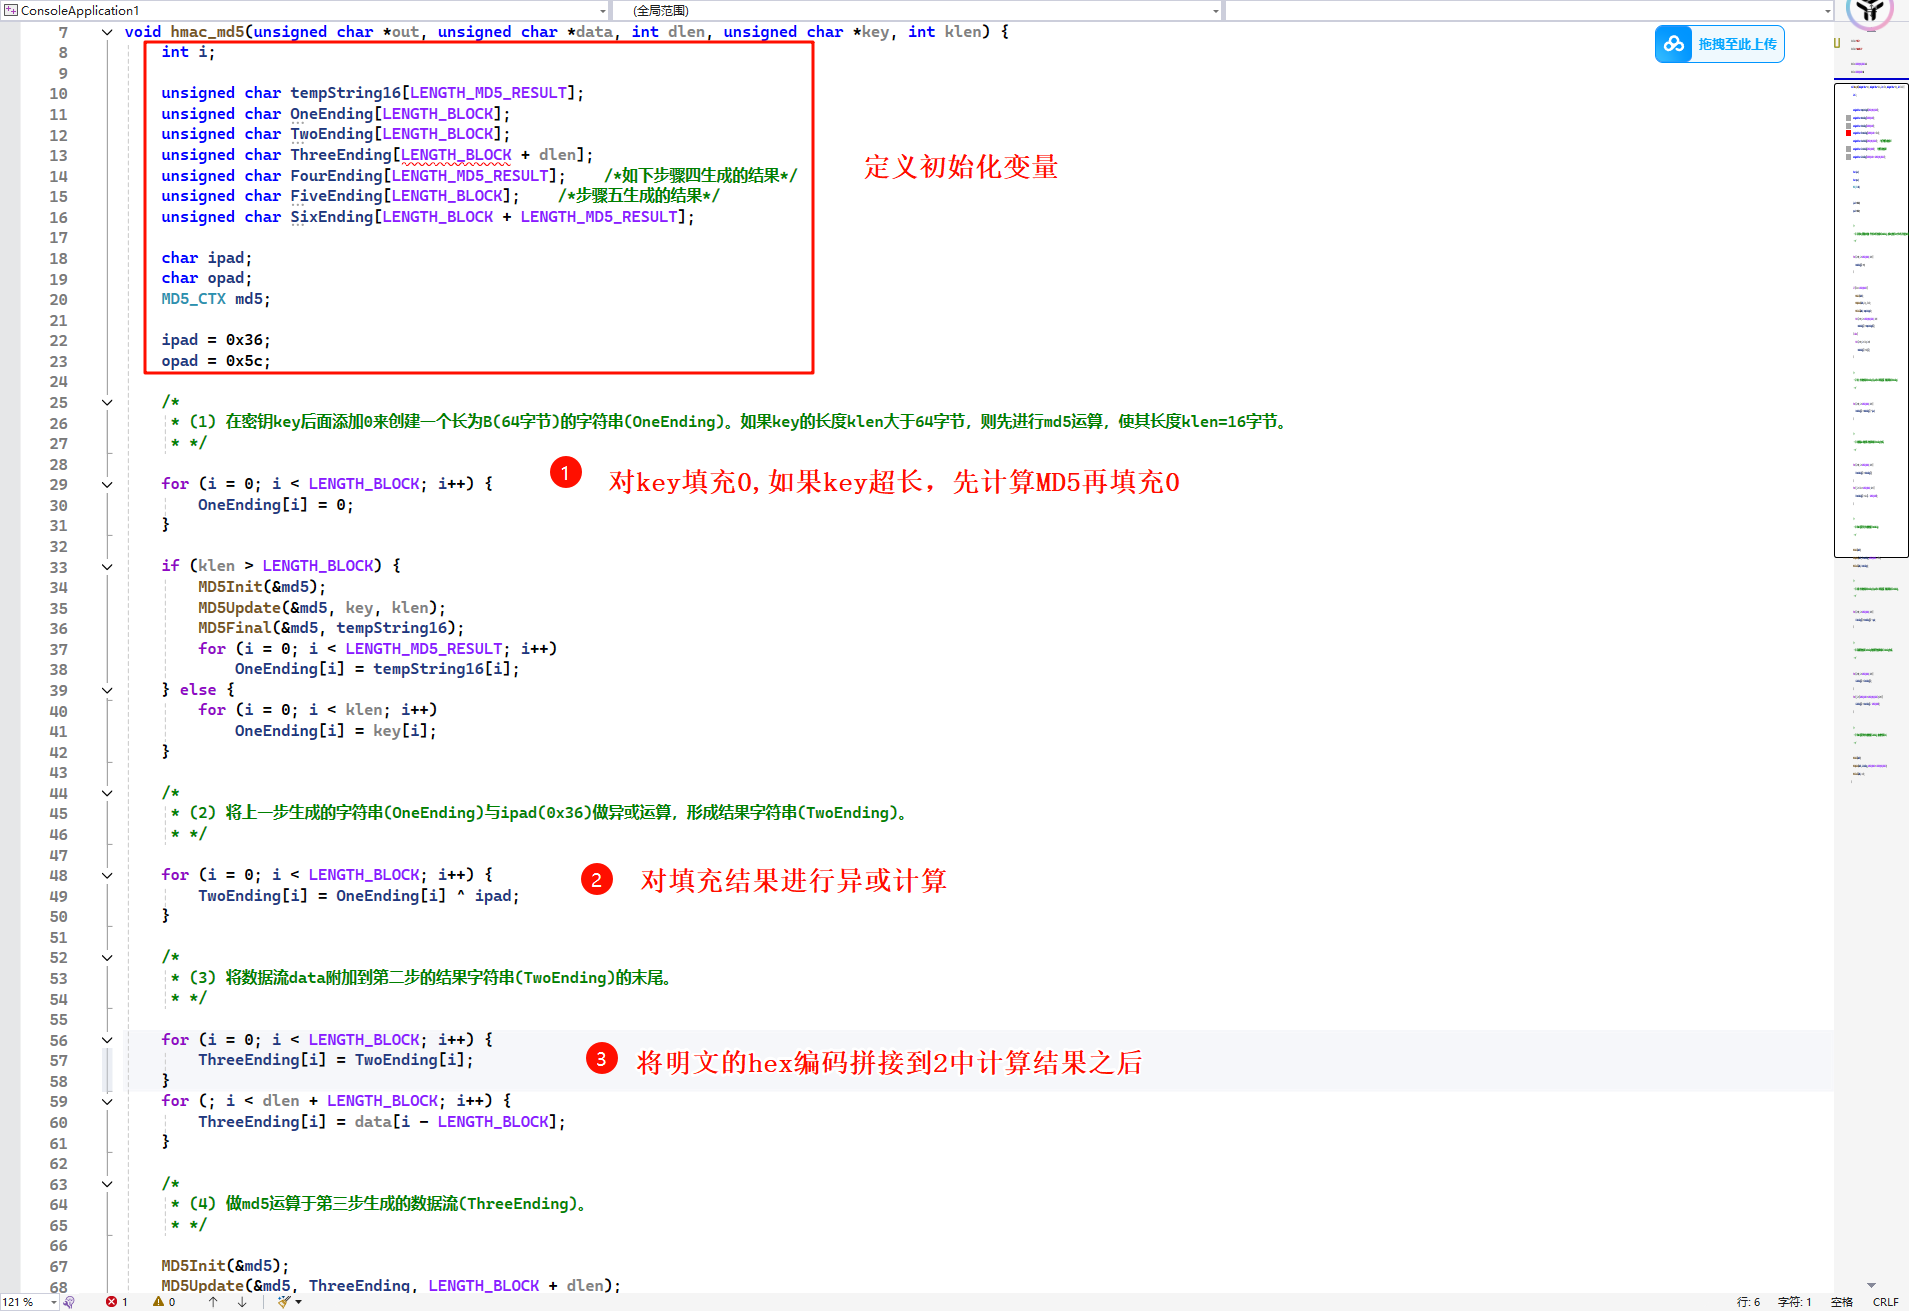 ConsoleApplication1
(全局范围)
拖拽至此上传
7 void hmac_md5(unsigned char *out, unsigned char *data, int dlen, unsigned char *key, int klen) {
8 int i;
9
10 unsigned char tempString16[LENGTH_MD5_RESULT];
11 unsigned char OneEnding[LENGTH_BLOCK];
12 unsigned char TwoEnding[LENGTH_BLOCK];
13 unsigned char ThreeEnding[LENGTH_BLOCK + dlen];
定义初始化变量
14 unsigned char FourEnding[LENGTH_MD5_RESULT]; /*如下步骤四生成的结果*/
15 unsigned char FiveEnding[LENGTH_BLOCK]; /*步骤五生成的结果*/
16 unsigned char SixEnding[LENGTH_BLOCK + LENGTH_MD5_RESULT];
17
18 char ipad;
19 char opad;
20 MD5_CTX md5;
21
22 ipad = 0x36;
23 opad = 0x5c;
24
25 /*
26 * (1) 在密钥key后面添加0来创建一个长为B(64字节)的字符串(OneEnding)。如果key的长度klen大于64字节，则先进行md5运算，使其长度klen=16字节。
27 * */
28
29 for (i = 0; i < LENGTH_BLOCK; i++) {
1 对key填充0,如果key超长，先计算MD5再填充0
30 OneEnding[i] = 0;
31 }
32
33 if (klen > LENGTH_BLOCK) {
34 MD5Init(&md5);
35 MD5Update(&md5, key, klen);
36 MD5Final(&md5, tempString16);
37 for (i = 0; i < LENGTH_MD5_RESULT; i++)
38 OneEnding[i] = tempString16[i];
39 } else {
40 for (i = 0; i < klen; i++)
41 OneEnding[i] = key[i];
42 }
43
44 /*
45 * (2) 将上一步生成的字符串(OneEnding)与ipad(0x36)做异或运算，形成结果字符串(TwoEnding)。
46 * */
47
48 for (i = 0; i < LENGTH_BLOCK; i++) {
2 对填充结果进行异或计算
49 TwoEnding[i] = OneEnding[i] ^ ipad;
50 }
51
52 /*
53 * (3) 将数据流data附加到第二步的结果字符串(TwoEnding)的末尾。
54 * */
55
56 for (i = 0; i < LENGTH_BLOCK; i++) {
57 ThreeEnding[i] = TwoEnding[i];
3 将明文的hex编码拼接到2中计算结果之后
58 }
59 for (; i < dlen + LENGTH_BLOCK; i++) {
60 ThreeEnding[i] = data[i - LENGTH_BLOCK];
61 }
62
63 /*
64 * (4) 做md5运算于第三步生成的数据流(ThreeEnding)。
65 * */
66
67 MD5Init(&md5);
68 MD5Update(&md5, ThreeEnding, LENGTH_BLOCK + dlen);
121 % 1 0 行: 6 字符: 1 空格 CRLF